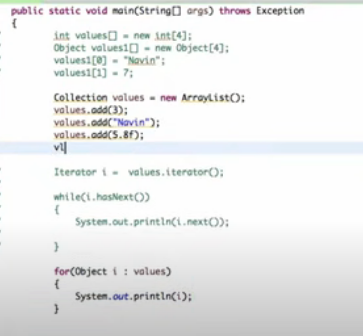 public static void main(String[] args) throws Exception
{
int values[] = new int[4];
Object values1[] = new Object[4];
values1[0] = "Navin";
values1[1] = 7;
Collection values = new ArrayList();
values.add(3);
values.add("Navin");
values.add(5.8f);
vl
Iterator i = values.iterator();
while(i.hasNext())
{
System.out.println(i.next());
}
for(Object i : values)
{
System.out.println(i);
}